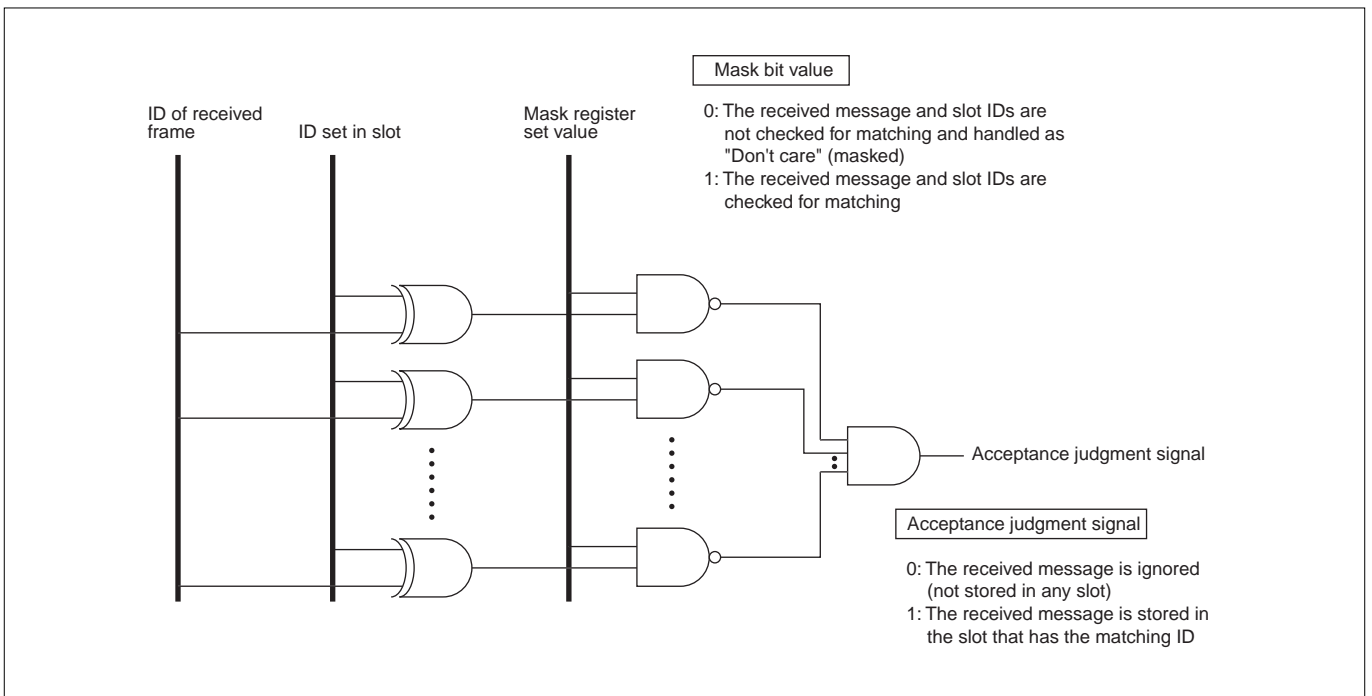 Mask bit value
ID of received
frame
ID set in slot
Mask register
set value
0: The received message and slot IDs are
not checked for matching and handled as
"Don't care" (masked)
1: The received message and slot IDs are
checked for matching
Acceptance judgment signal
Acceptance judgment signal
0: The received message is ignored
(not stored in any slot)
1: The received message is stored in
the slot that has the matching ID